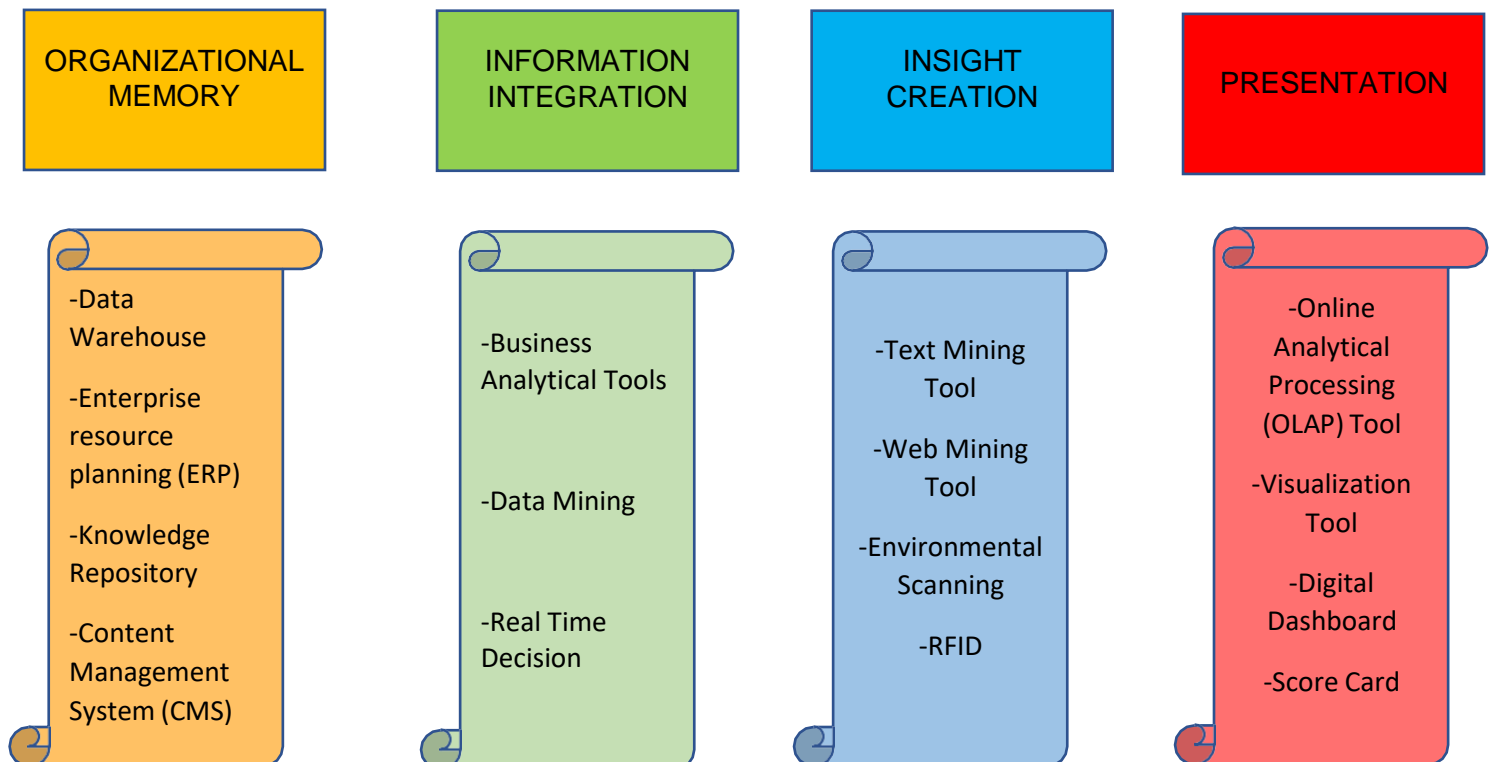 ORGANIZATIONAL
MEMORY
INFORMATION
INTEGRATION
INSIGHT
CREATION
PRESENTATION
-Data
Warehouse
-Enterprise
resource
planning (ERP)
-Knowledge
Repository
-Content
Management
System (CMS)
-Business
Analytical Tools
-Data Mining
-Real Time
Decision
-Text Mining
Tool
-Web Mining
Tool
-Environmental
Scanning
-RFID
-Online
Analytical
Processing
(OLAP) Tool
-Visualization
Tool
-Digital
Dashboard
-Score Card